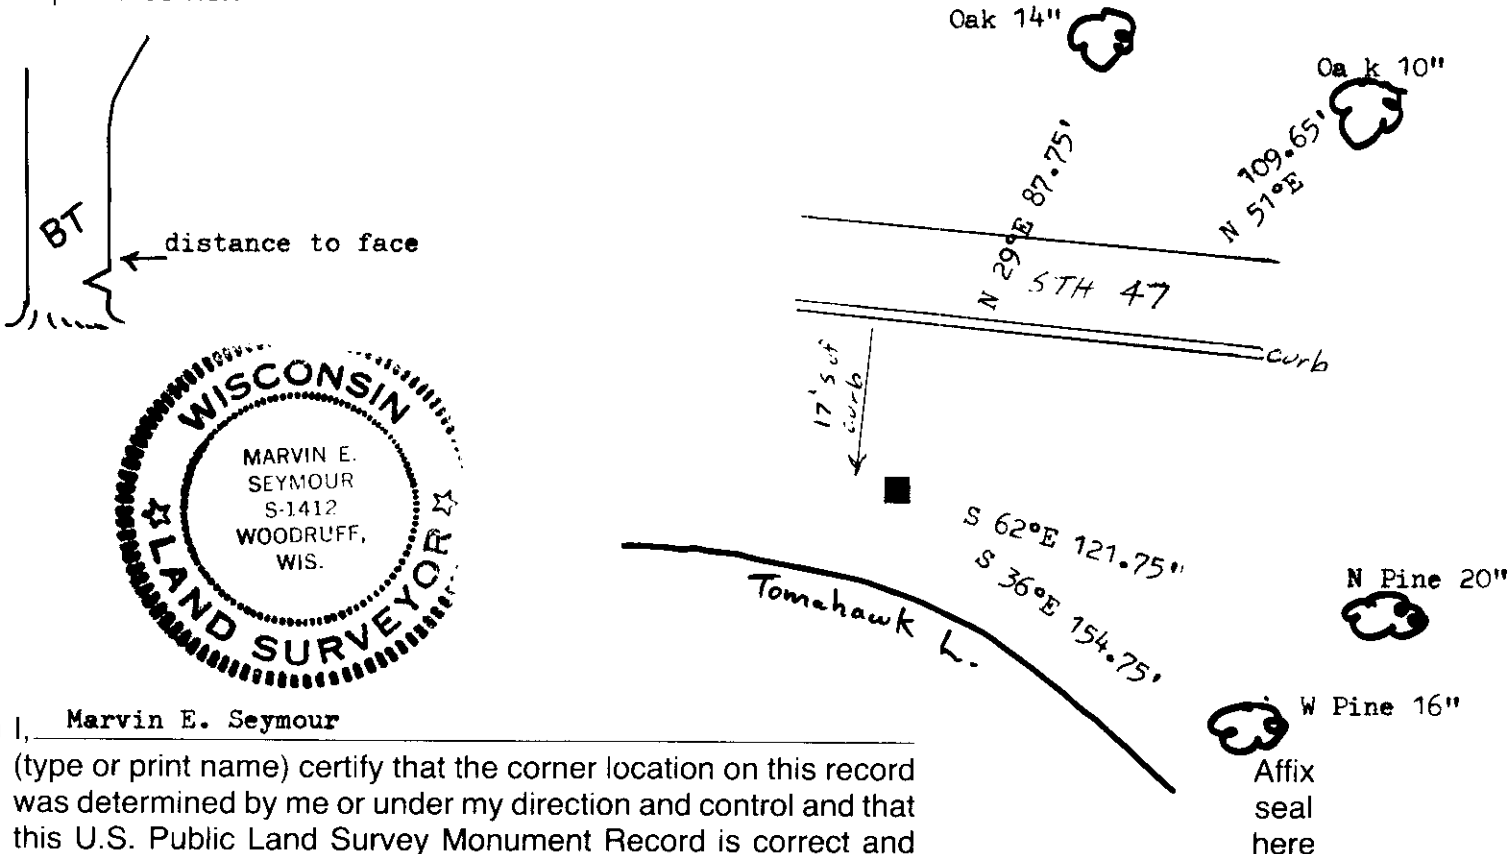 Oak 14"
Oa k 10"
N 29°E 87.75'
109.65'
N 51°E
BT
distance to face
STH 47
curb
17' S of
curb
WISCONSIN
MARVIN E.
SEYMOUR
S-1412
WOODRUFF,
WIS.
LAND SURVEYOR
S 62°E 121.75"
S 36°E 154.75'
Tomahawk L.
N Pine 20"
W Pine 16"
I, Marvin E. Seymour
(type or print name) certify that the corner location on this record
was determined by me or under my direction and control and that
this U.S. Public Land Survey Monument Record is correct and
Affix
seal
here